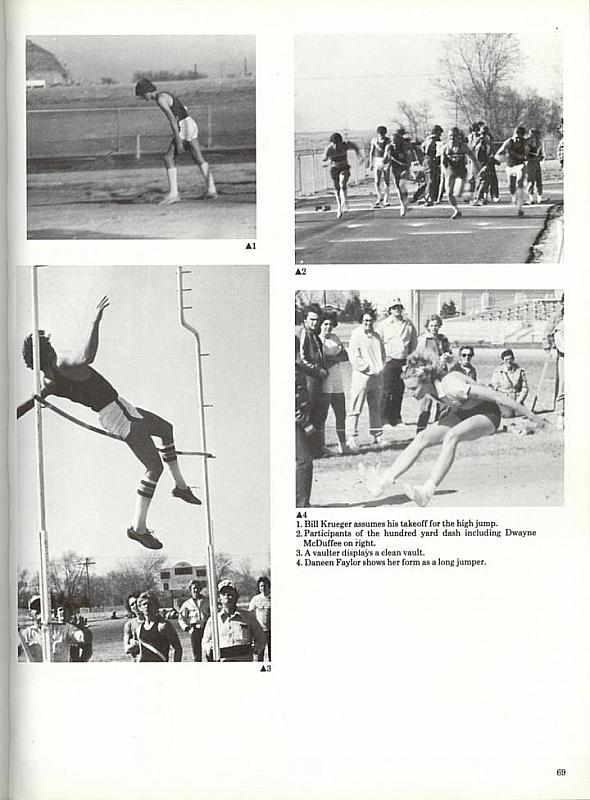 ▲1
▲2
▲3
▲4
1. Bill Krueger assumes his takeoff for the high jump.
2. Participants of the hundred yard dash including Dwayne
McDuffee on right.
3. A vaulter displays a clean vault.
4. Daneen Faylor shows her form as a long jumper.
69